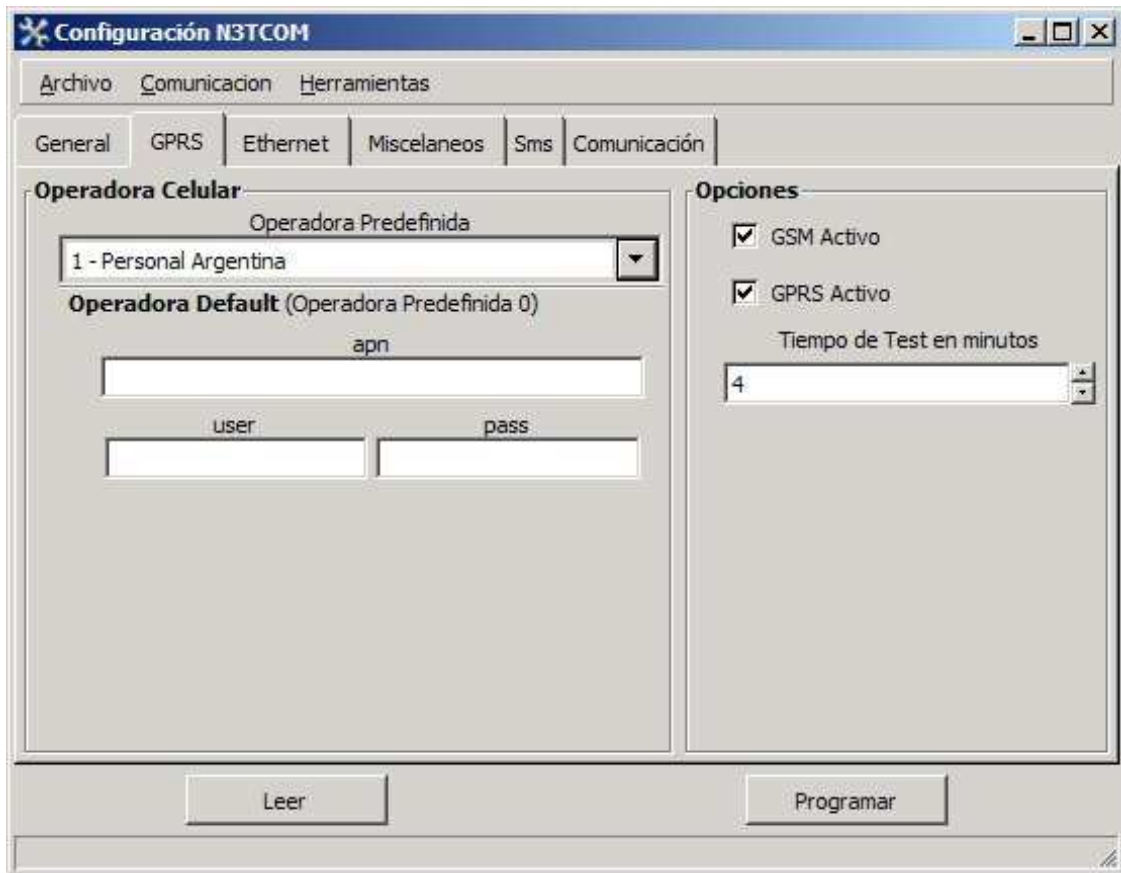 Configuración N3TCOM
Archivo Comunicacion Herramientas
General GPRS Ethernet Miscelaneos Sms Comunicación
Operadora Celular
Operadora Predefinida
1 - Personal Argentina
Operadora Default (Operadora Predefinida 0)
apn
user pass
Opciones
GSM Activo
GPRS Activo
Tiempo de Test en minutos
4
Leer Programar